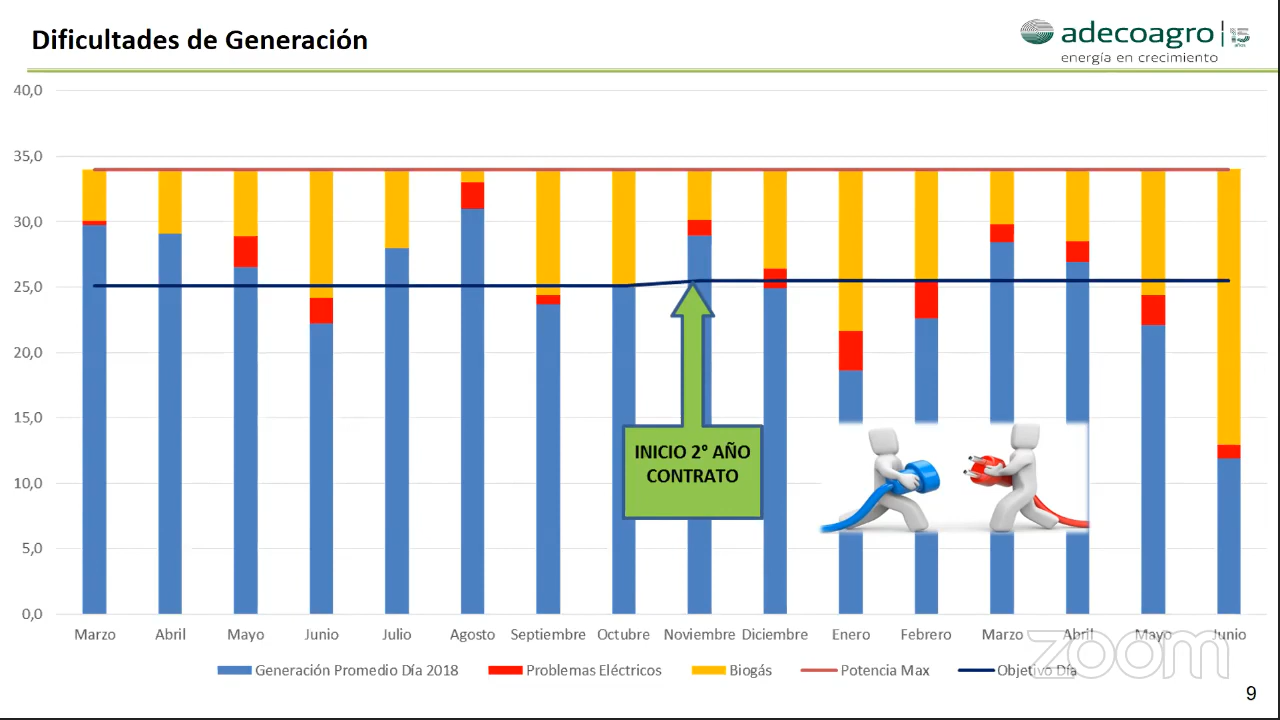 Dificultades de Generación
adecoagro
15
años
energía en crecimiento
40,0
35,0
30,0
25,0
20,0
15,0
10,0
5,0
0,0
INICIO 2º AÑO
CONTRATO
Marzo Abril Mayo Junio Julio Agosto Septiembre Octubre Noviembre Diciembre Enero Febrero Marzo Abril Mayo Junio
Generación Promedio Día 2018 Problemas Eléctricos Biogás Potencia Max Objetivo Día
zoom
9